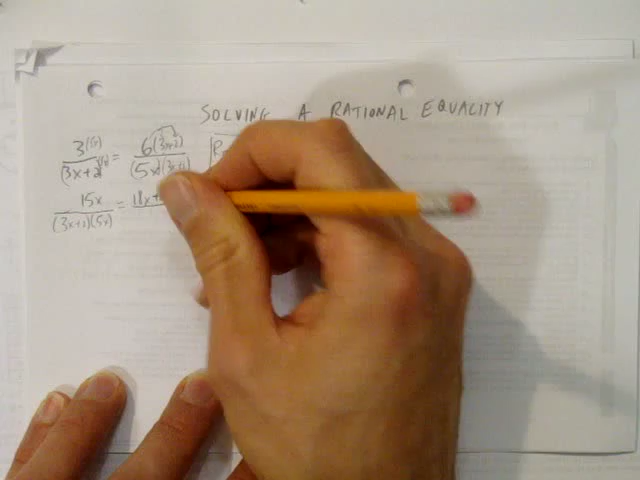 SOLVING A RATIONAL EQUALITY
3(5x) / (3x+2)(5x) = 6(3x+2) / (5x)(3x+2)
15x / (3x+2)(5x) = 18x+